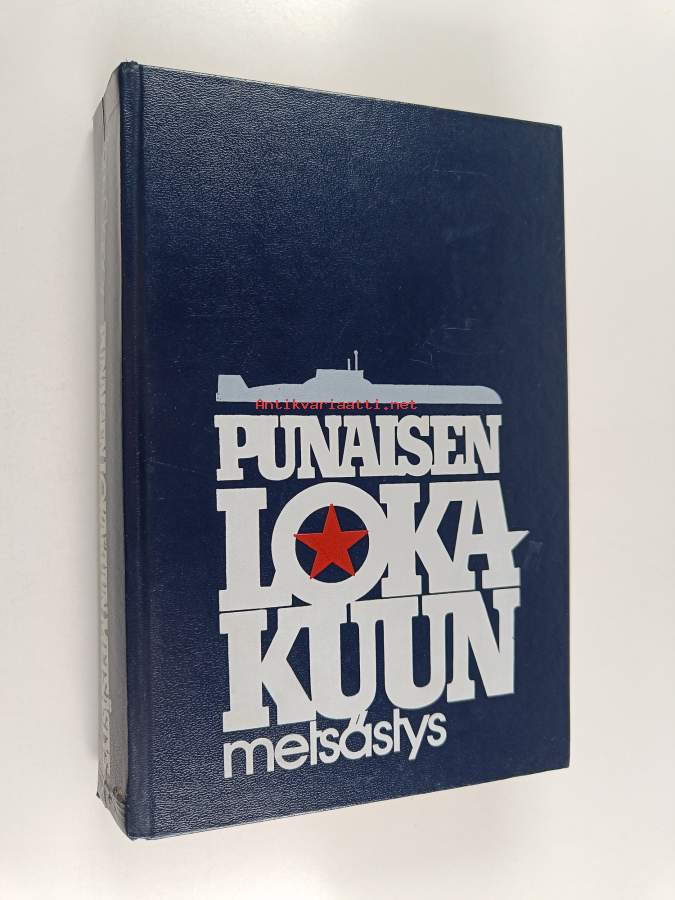 Antikvariaatti.net
PUNAISEN
LOKA
KUUN
metsästys